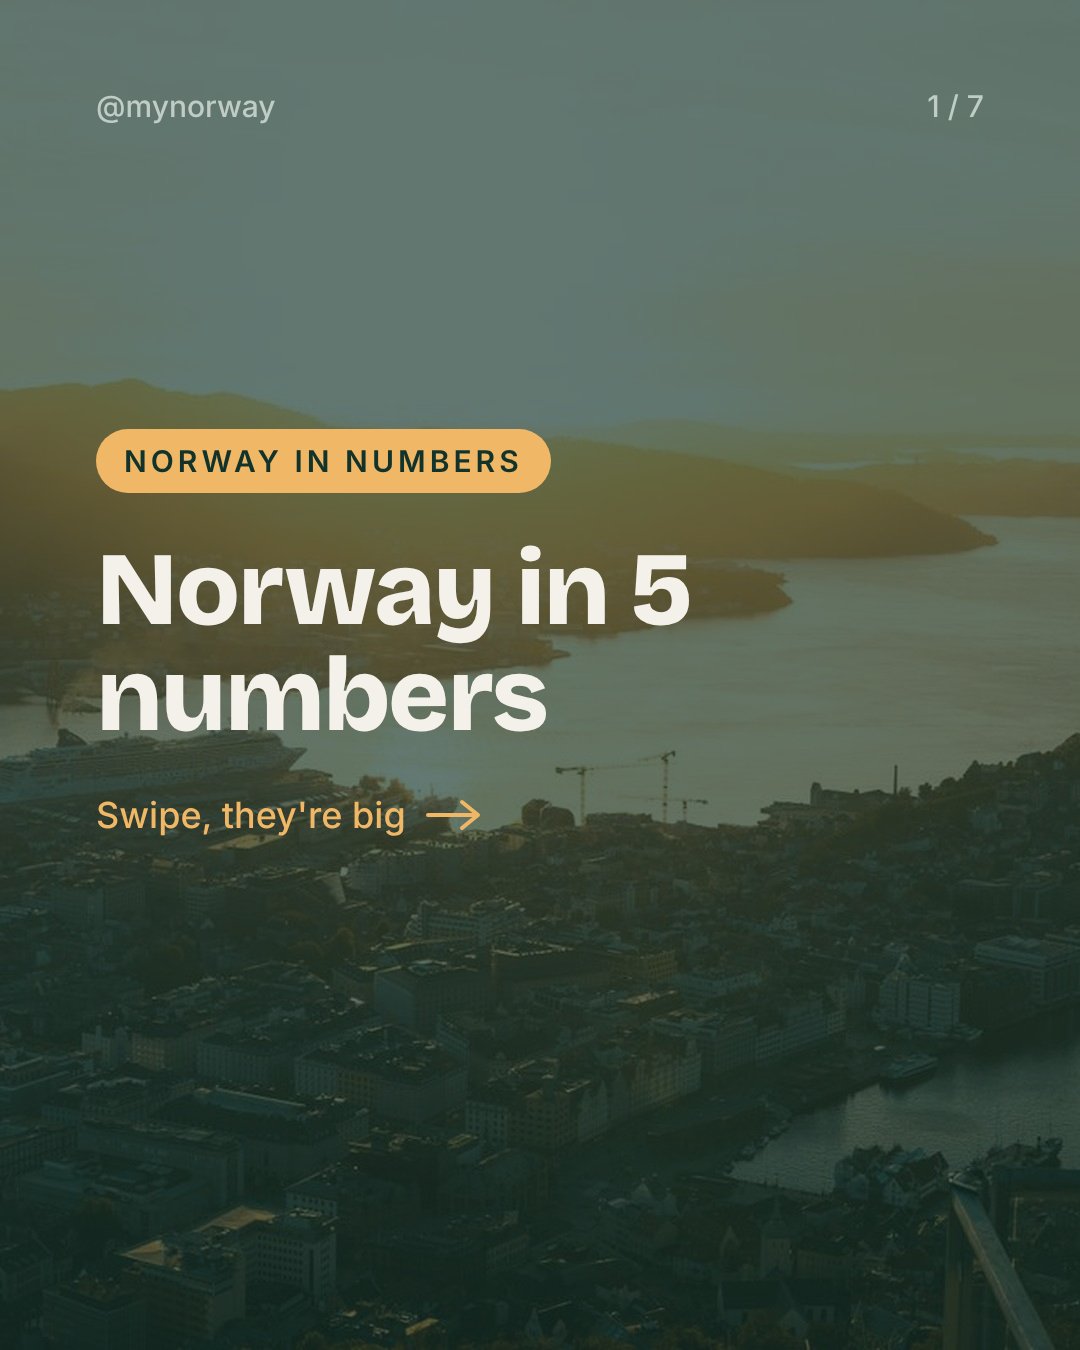 @mynorway
1 / 7
NORWAY IN NUMBERS
Norway in 5
numbers
Swipe, they're big →